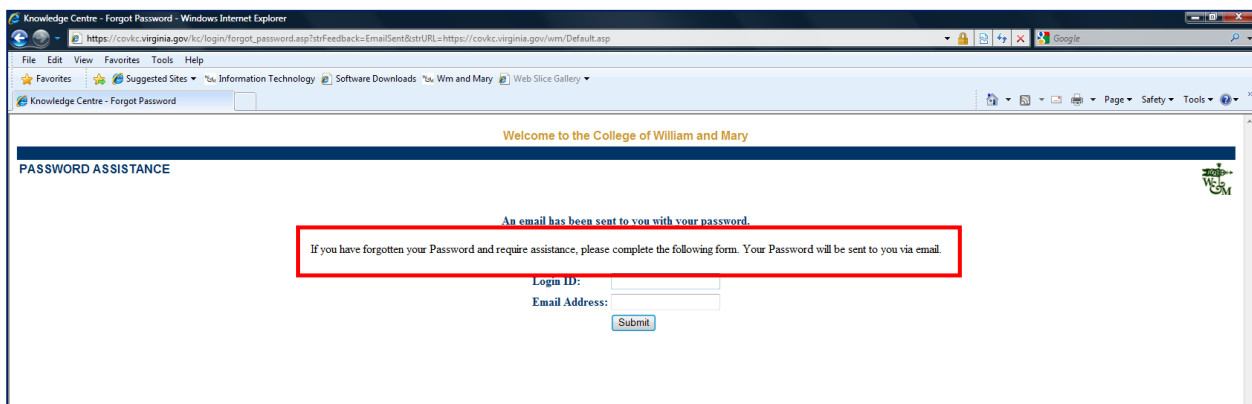 Knowledge Centre - Forgot Password - Windows Internet Explorer
https://covkc.virginia.gov/kc/login/forgot_password.asp?strFeedback=EmailSent&strURL=https://covkc.virginia.gov/wm/Default.asp
Google
File Edit View Favorites Tools Help
Favorites Suggested Sites Information Technology Software Downloads Wm and Mary Web Slice Gallery
Knowledge Centre - Forgot Password
Page Safety Tools
Welcome to the College of William and Mary
PASSWORD ASSISTANCE
W&M
An email has been sent to you with your password.
If you have forgotten your Password and require assistance, please complete the following form. Your Password will be sent to you via email.
Login ID:
Email Address:
Submit